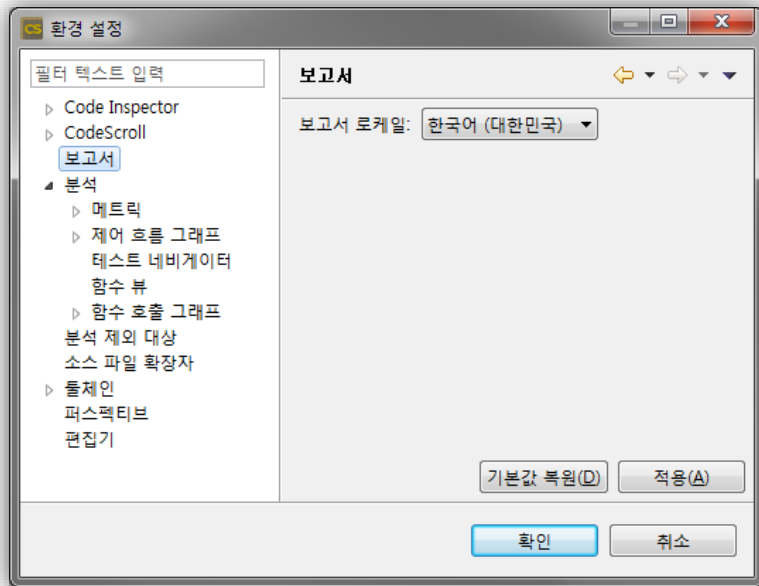 CS 환경 설정
필터 텍스트 입력
Code Inspector
CodeScroll
보고서
분석
메트릭
제어 흐름 그래프
테스트 네비게이터
함수 뷰
함수 호출 그래프
분석 제외 대상
소스 파일 확장자
툴체인
퍼스펙티브
편집기
보고서
보고서 로케일: 한국어 (대한민국)
기본값 복원(D) 적용(A)
확인 취소